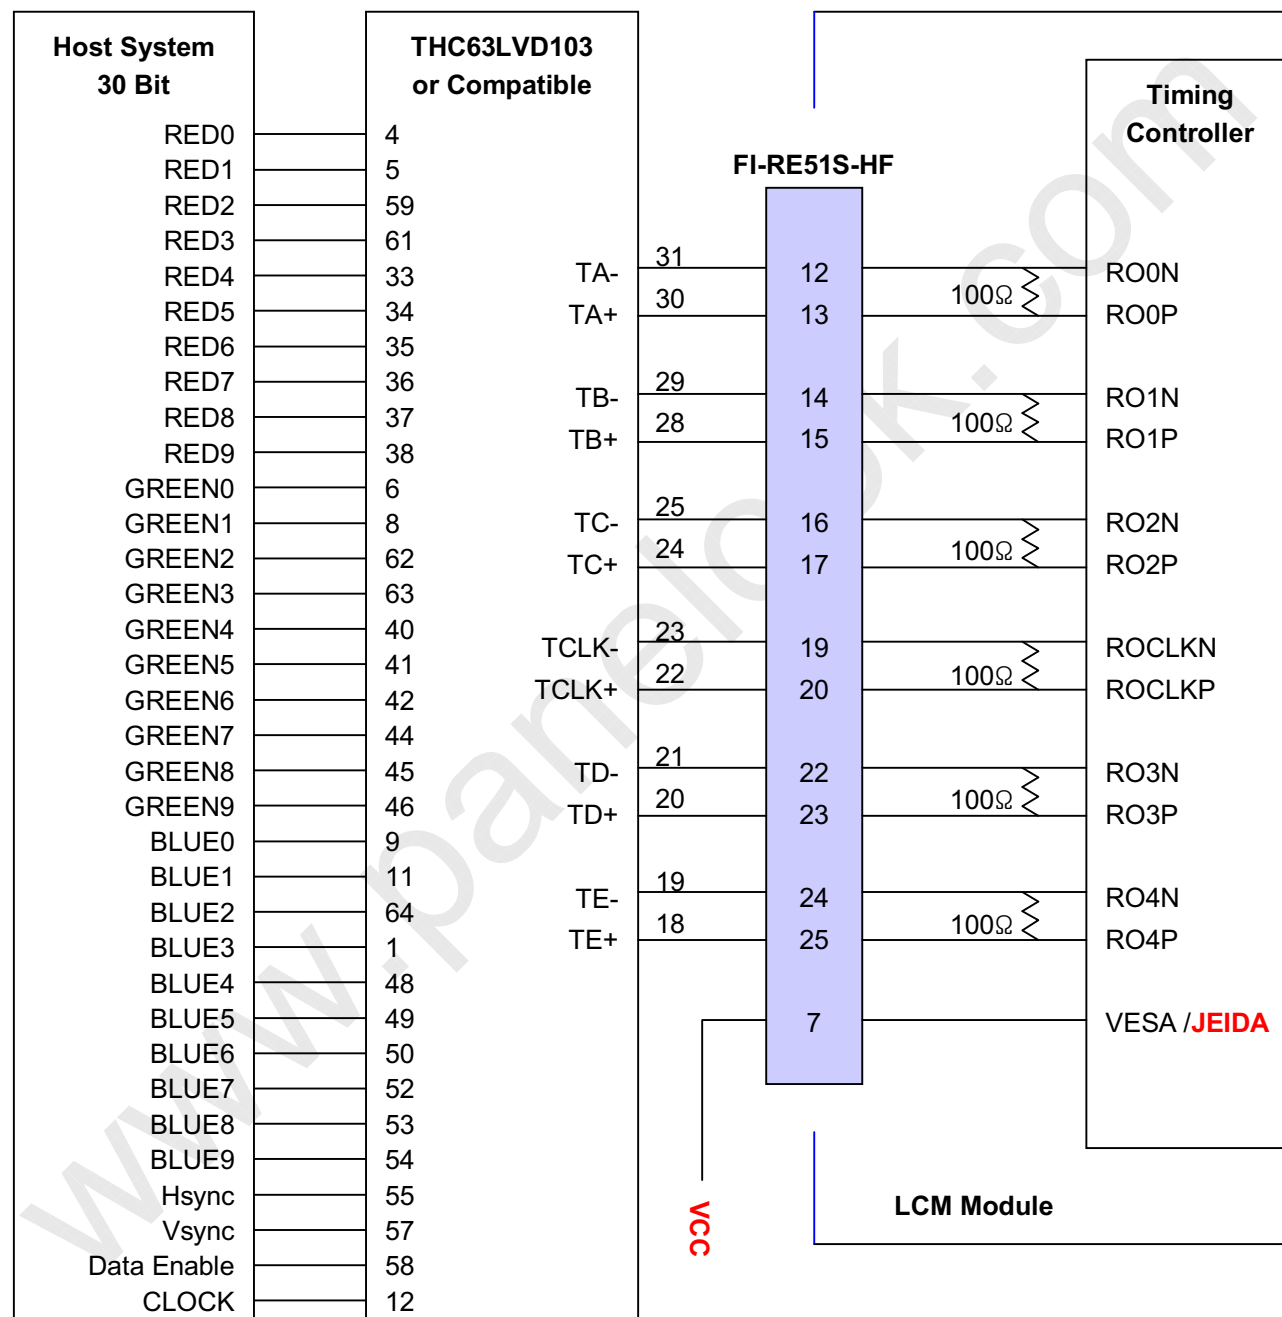 Host System
30 Bit
RED0
RED1
RED2
RED3
RED4
RED5
RED6
RED7
RED8
RED9
GREEN0
GREEN1
GREEN2
GREEN3
GREEN4
GREEN5
GREEN6
GREEN7
GREEN8
GREEN9
BLUE0
BLUE1
BLUE2
BLUE3
BLUE4
BLUE5
BLUE6
BLUE7
BLUE8
BLUE9
Hsync
Vsync
Data Enable
CLOCK
THC63LVD103
or Compatible
4
5
59
61
33
34
35
36
37
38
6
8
62
63
40
41
42
44
45
46
9
11
64
1
48
49
50
52
53
54
55
57
58
12
TA-
TA+
TB-
TB+
TC-
TC+
TCLK-
TCLK+
TD-
TD+
TE-
TE+
31
30
29
28
25
24
23
22
21
20
19
18
FI-RE51S-HF
12
13
14
15
16
17
19
20
22
23
24
25
7
VCC
100Ω
100Ω
100Ω
100Ω
100Ω
100Ω
Timing
Controller
RO0N
RO0P
RO1N
RO1P
RO2N
RO2P
ROCLKN
ROCLKP
RO3N
RO3P
RO4N
RO4P
VESA /JEIDA
LCM Module
www.panelook.com